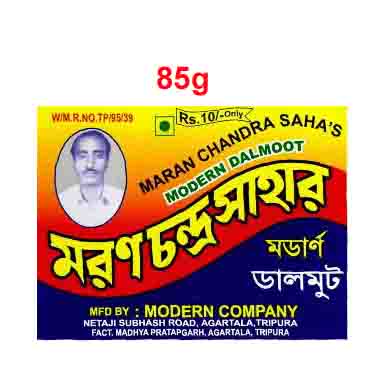 85g
W/M.R.NO.TP/95/39
Rs.10/-Only
MARAN CHANDRA SAHA'S
MODERN DALMOOT
মরণ চন্দ্র সাহার
মডার্ণ
ডালমুট
MFD BY : MODERN COMPANY
NETAJI SUBHASH ROAD, AGARTALA,TRIPURA
FACT. MADHYA PRATAPGARH, AGARTALA, TRIPURA